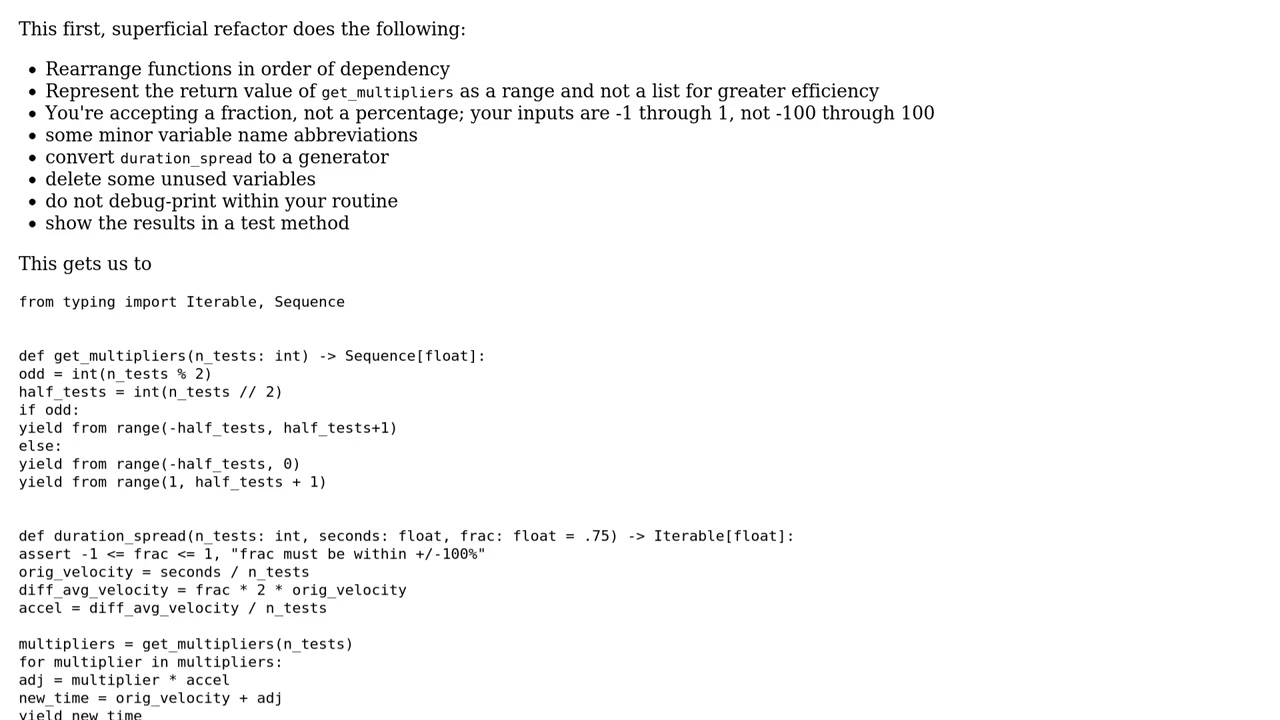 This first, superficial refactor does the following:
• Rearrange functions in order of dependency
• Represent the return value of get_multipliers as a range and not a list for greater efficiency
• You're accepting a fraction, not a percentage; your inputs are -1 through 1, not -100 through 100
• some minor variable name abbreviations
• convert duration_spread to a generator
• delete some unused variables
• do not debug-print within your routine
• show the results in a test method
This gets us to
from typing import Iterable, Sequence
def get_multipliers(n_tests: int) -> Sequence[float]:
odd = int(n_tests % 2)
half_tests = int(n_tests // 2)
if odd:
yield from range(-half_tests, half_tests+1)
else:
yield from range(-half_tests, 0)
yield from range(1, half_tests + 1)
def duration_spread(n_tests: int, seconds: float, frac: float = .75) -> Iterable[float]:
assert -1 <= frac <= 1, "frac must be within +/-100%"
orig_velocity = seconds / n_tests
diff_avg_velocity = frac * 2 * orig_velocity
accel = diff_avg_velocity / n_tests
multipliers = get_multipliers(n_tests)
for multiplier in multipliers:
adj = multiplier * accel
new_time = orig_velocity + adj
yield new_time